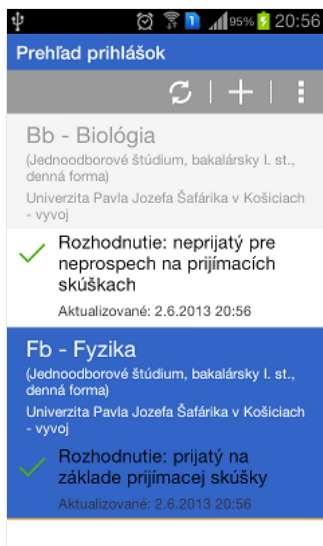 95% 20:56
Prehľad prihlášok
Bb - Biológia
(Jednoodborové štúdium, bakalársky I. st.,
denná forma)
Univerzita Pavla Jozefa Šafárika v Košiciach
- vyvoj
Rozhodnutie: neprijatý pre
neprospech na prijímacích
skúškach
Aktualizované: 2.6.2013 20:56
Fb - Fyzika
(Jednoodborové štúdium, bakalársky I. st.,
denná forma)
Univerzita Pavla Jozefa Šafárika v Košiciach
- vyvoj
Rozhodnutie: prijatý na
základe prijímacej skúšky
Aktualizované: 2.6.2013 20:56